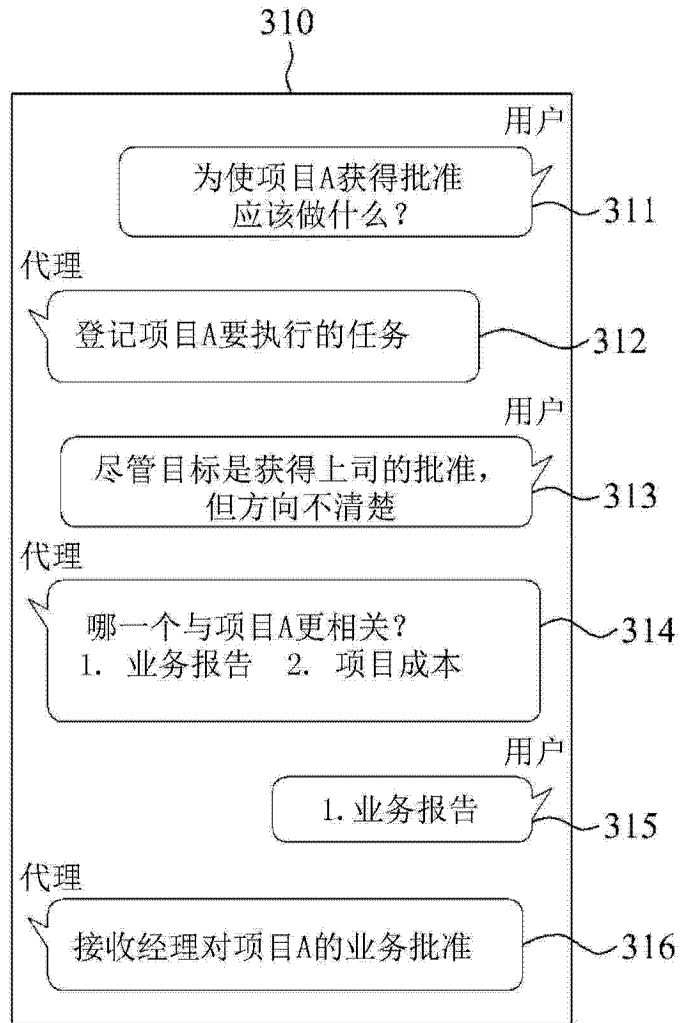 310
用户
为使项目A获得批准
应该做什么?
311
代理
登记项目A要执行的任务
312
用户
尽管目标是获得上司的批准,
但方向不清楚
313
代理
哪一个与项目A更相关?
1. 业务报告 2. 项目成本
314
用户
1.业务报告
315
代理
接收经理对项目A的业务批准
316